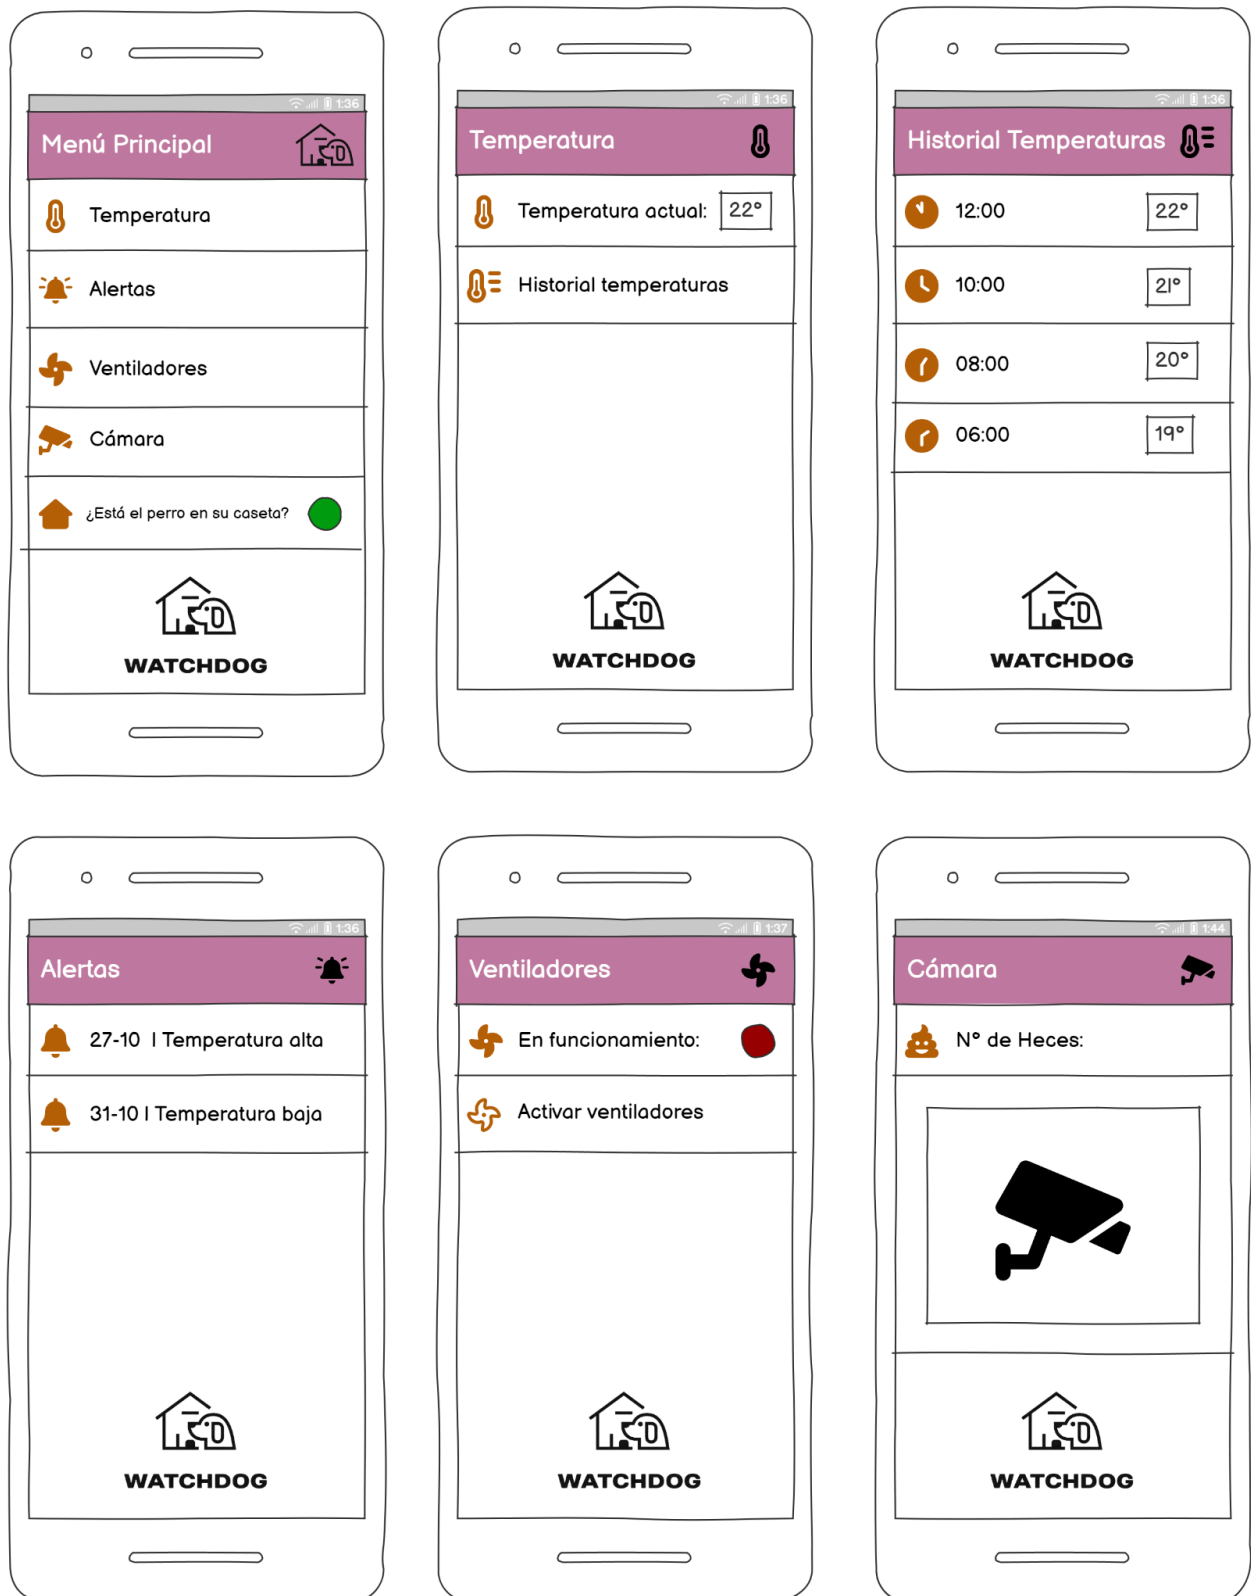 1:36
Menú Principal
Temperatura
Alertas
Ventiladores
Cámara
¿Está el perro en su caseta?
WATCHDOG
1:36
Temperatura
Temperatura actual: 22°
Historial temperaturas
WATCHDOG
1:36
Historial Temperaturas
12:00 22°
10:00 21°
08:00 20°
06:00 19°
WATCHDOG
1:36
Alertas
27-10 | Temperatura alta
31-10 | Temperatura baja
WATCHDOG
1:37
Ventiladores
En funcionamiento:
Activar ventiladores
WATCHDOG
1:44
Cámara
N° de Heces:
WATCHDOG